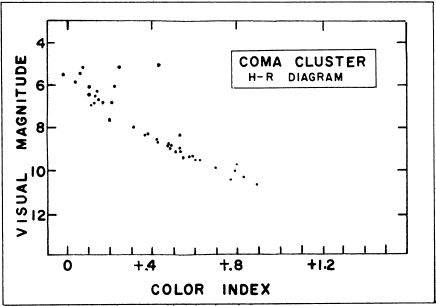 COMA CLUSTER
H-R DIAGRAM
VISUAL MAGNITUDE
4
6
8
10
12
0
+.4
+.8
+1.2
COLOR INDEX